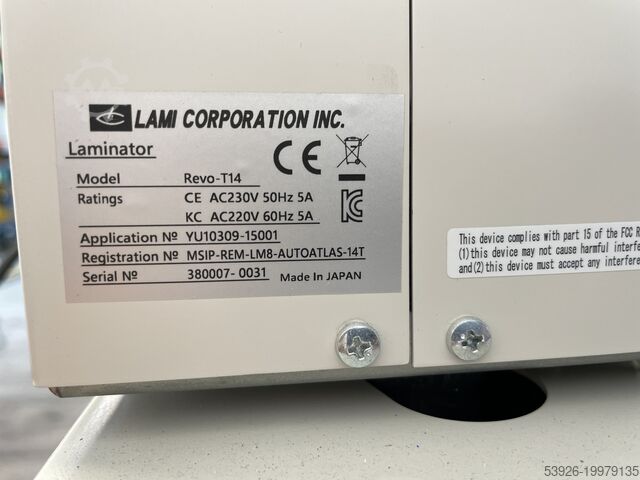 LAMI CORPORATION INC.
Laminator
CE
Model Revo-T14
Ratings CE AC230V 50Hz 5A
KC AC220V 60Hz 5A
Application № YU10309-15001
Registration № MSIP-REM-LM8-AUTOATLAS-14T
Serial № 380007- 0031 Made In JAPAN
This device complies with part 15 of the FCC R
(1)this device may not cause harmful interfe
and(2)this device must accept any interfere
53926-19979135